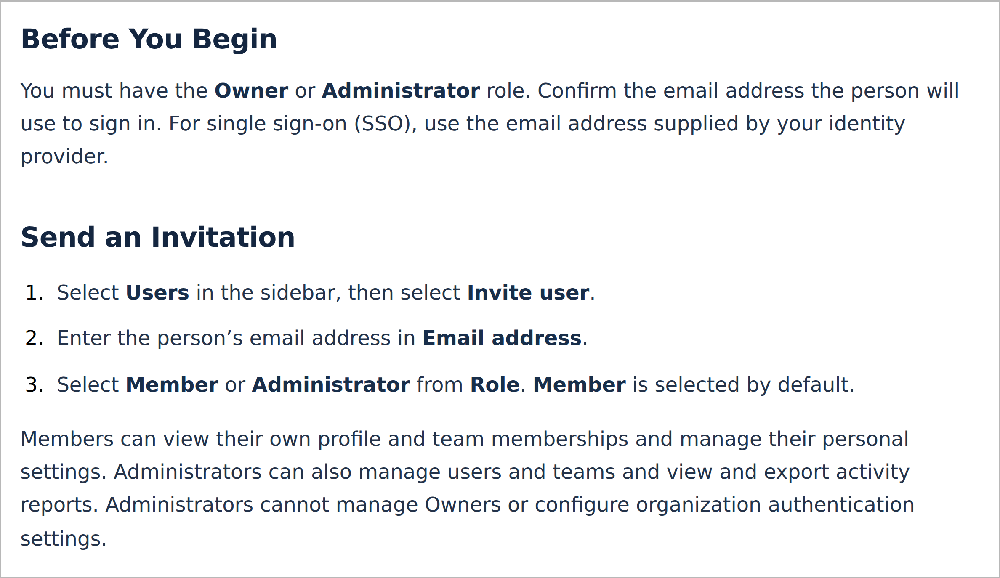 Before You Begin
You must have the Owner or Administrator role. Confirm the email address the person will
use to sign in. For single sign-on (SSO), use the email address supplied by your identity
provider.
Send an Invitation
1. Select Users in the sidebar, then select Invite user.
2. Enter the person’s email address in Email address.
3. Select Member or Administrator from Role. Member is selected by default.
Members can view their own profile and team memberships and manage their personal
settings. Administrators can also manage users and teams and view and export activity
reports. Administrators cannot manage Owners or configure organization authentication
settings.